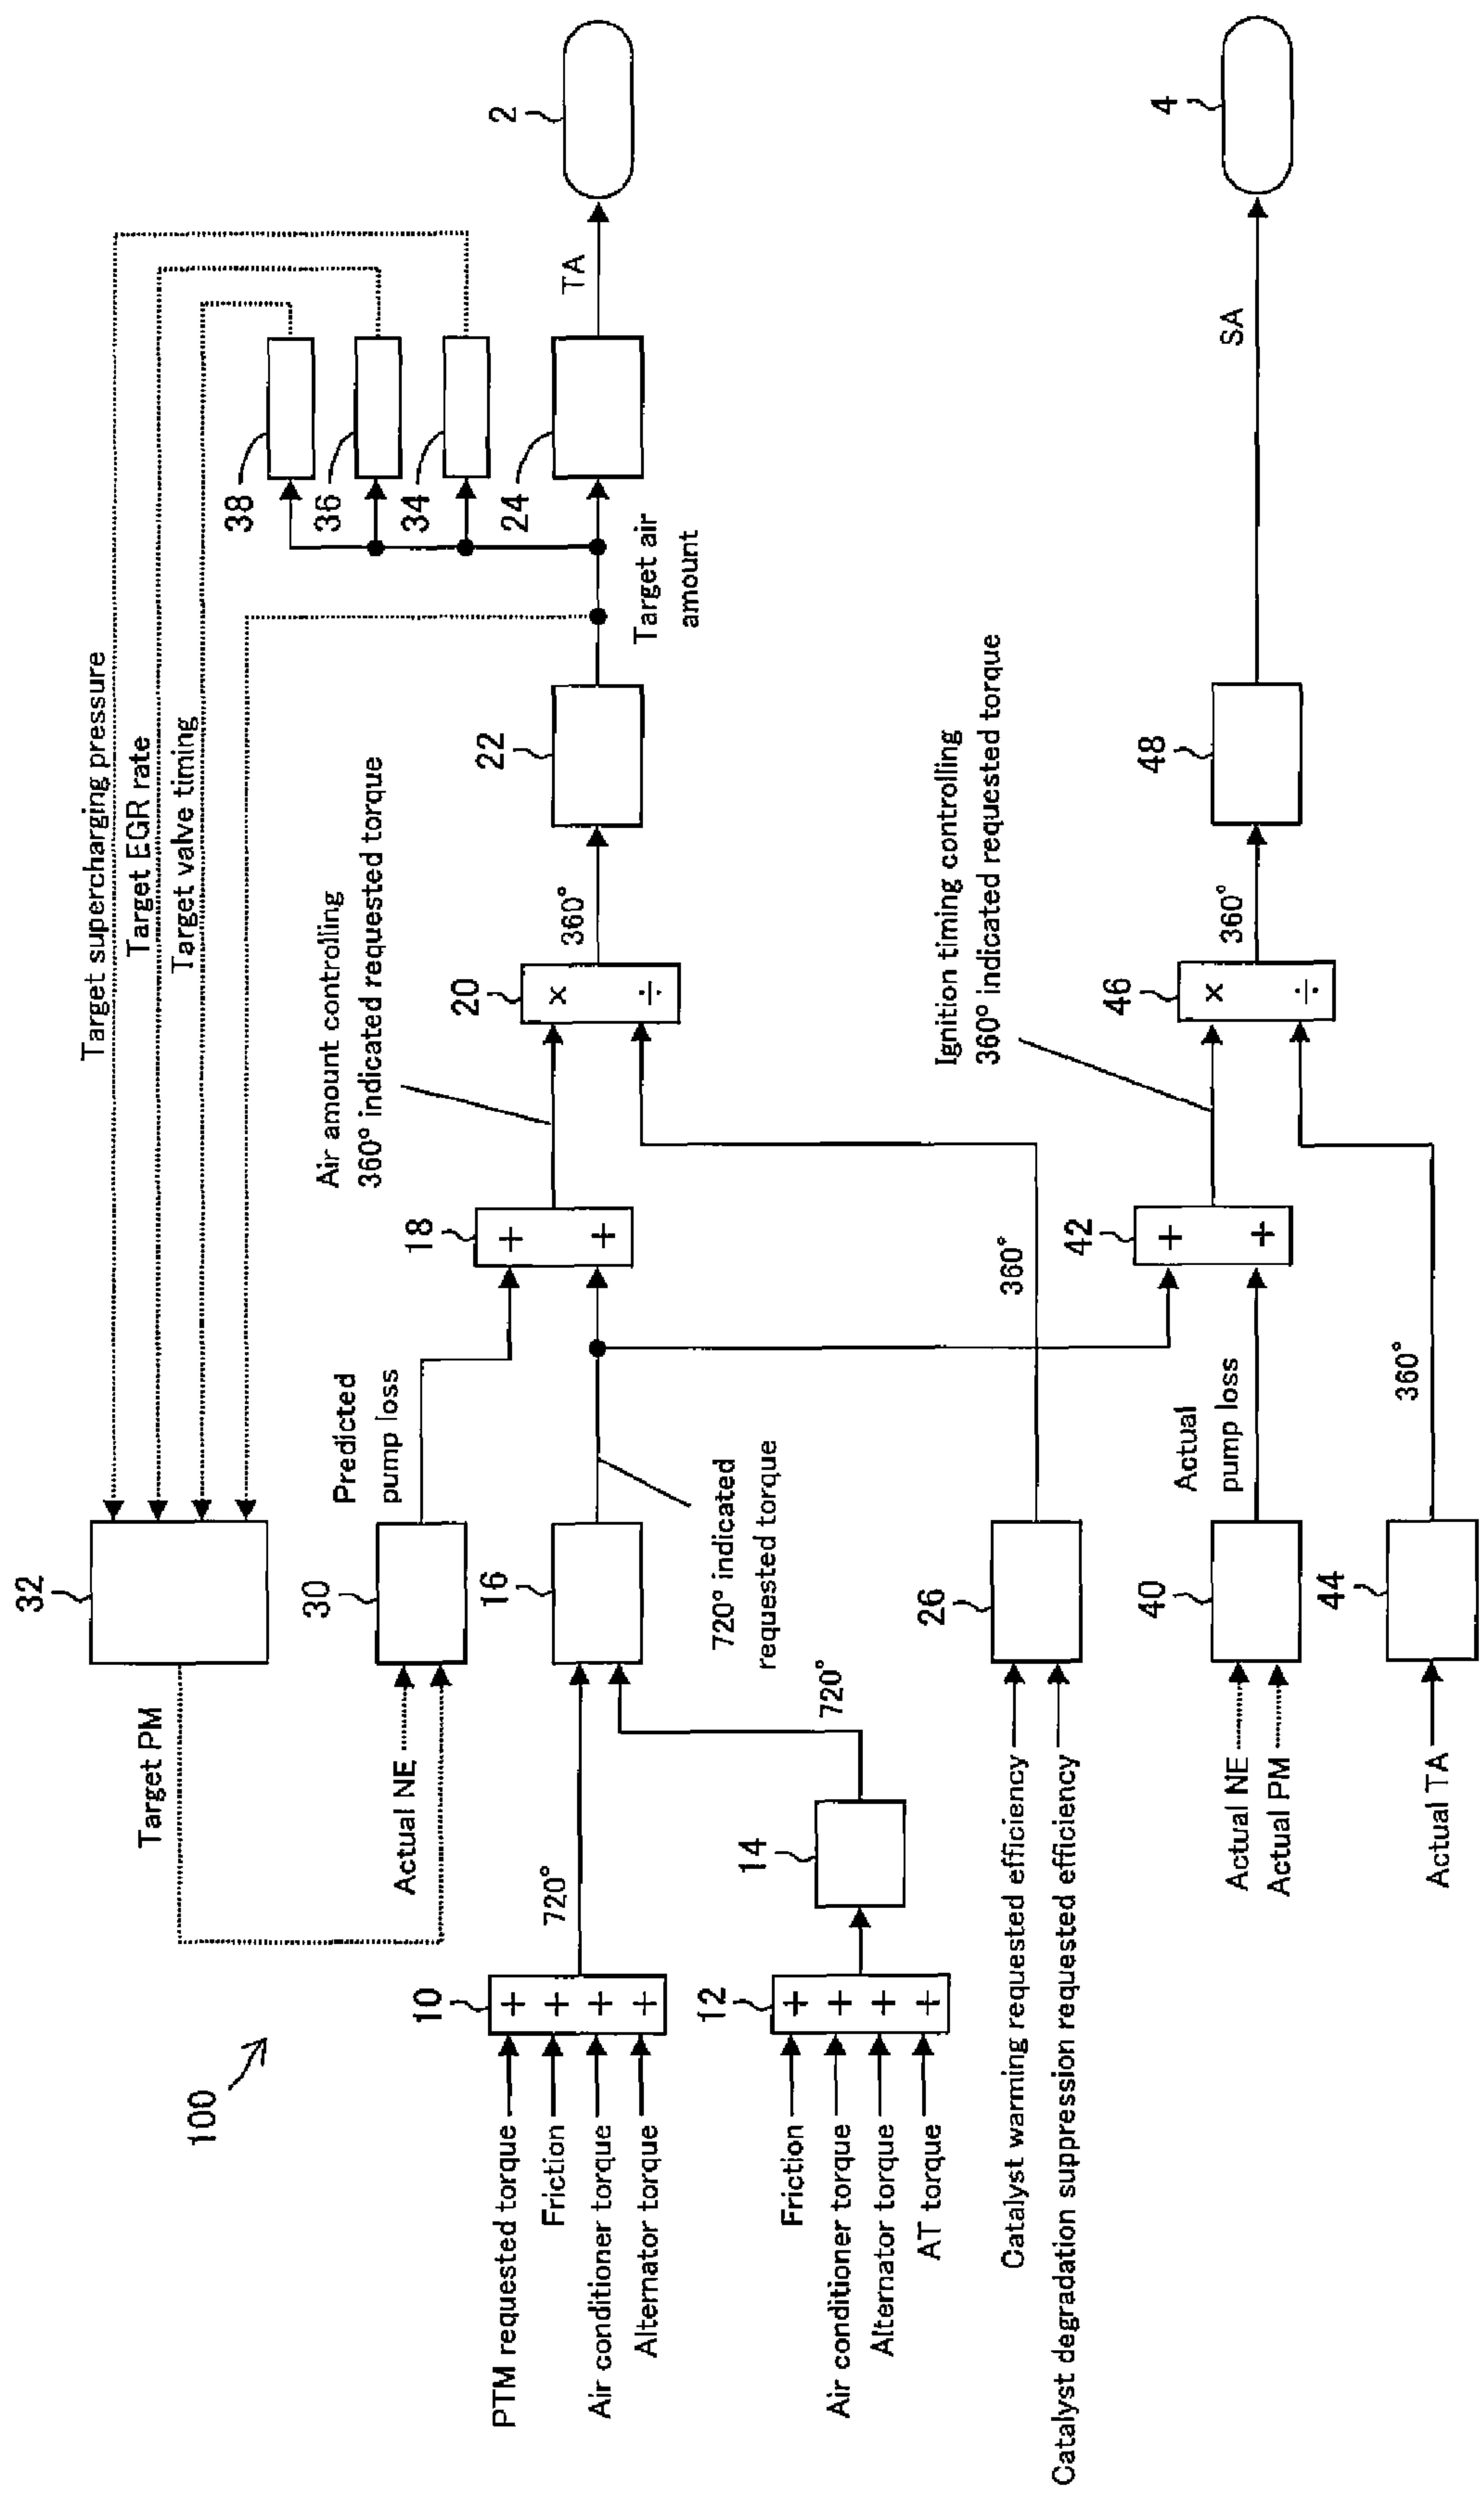 100
32
Target supercharging pressure
Target EGR rate
Target valve timing
Target PM
38
36
34
24
30
Actual NE
Predicted
pump loss
PTM requested torque
Friction
Air conditioner torque
Alternator torque
10
+
+
+
+
720°
16
720° indicated
requested torque
18
+
+
Air amount controlling
360° indicated requested torque
20
×
÷
360°
22
Target air
amount
TA
2
Friction
Air conditioner torque
Alternator torque
AT torque
12
+
+
+
+
14
720°
Catalyst warming requested efficiency
Catalyst degradation suppression requested efficiency
26
360°
Actual NE
Actual PM
40
Actual
pump loss
42
+
+
Ignition timing controlling
360° indicated requested torque
46
×
÷
360°
48
SA
4
Actual TA
44
360°